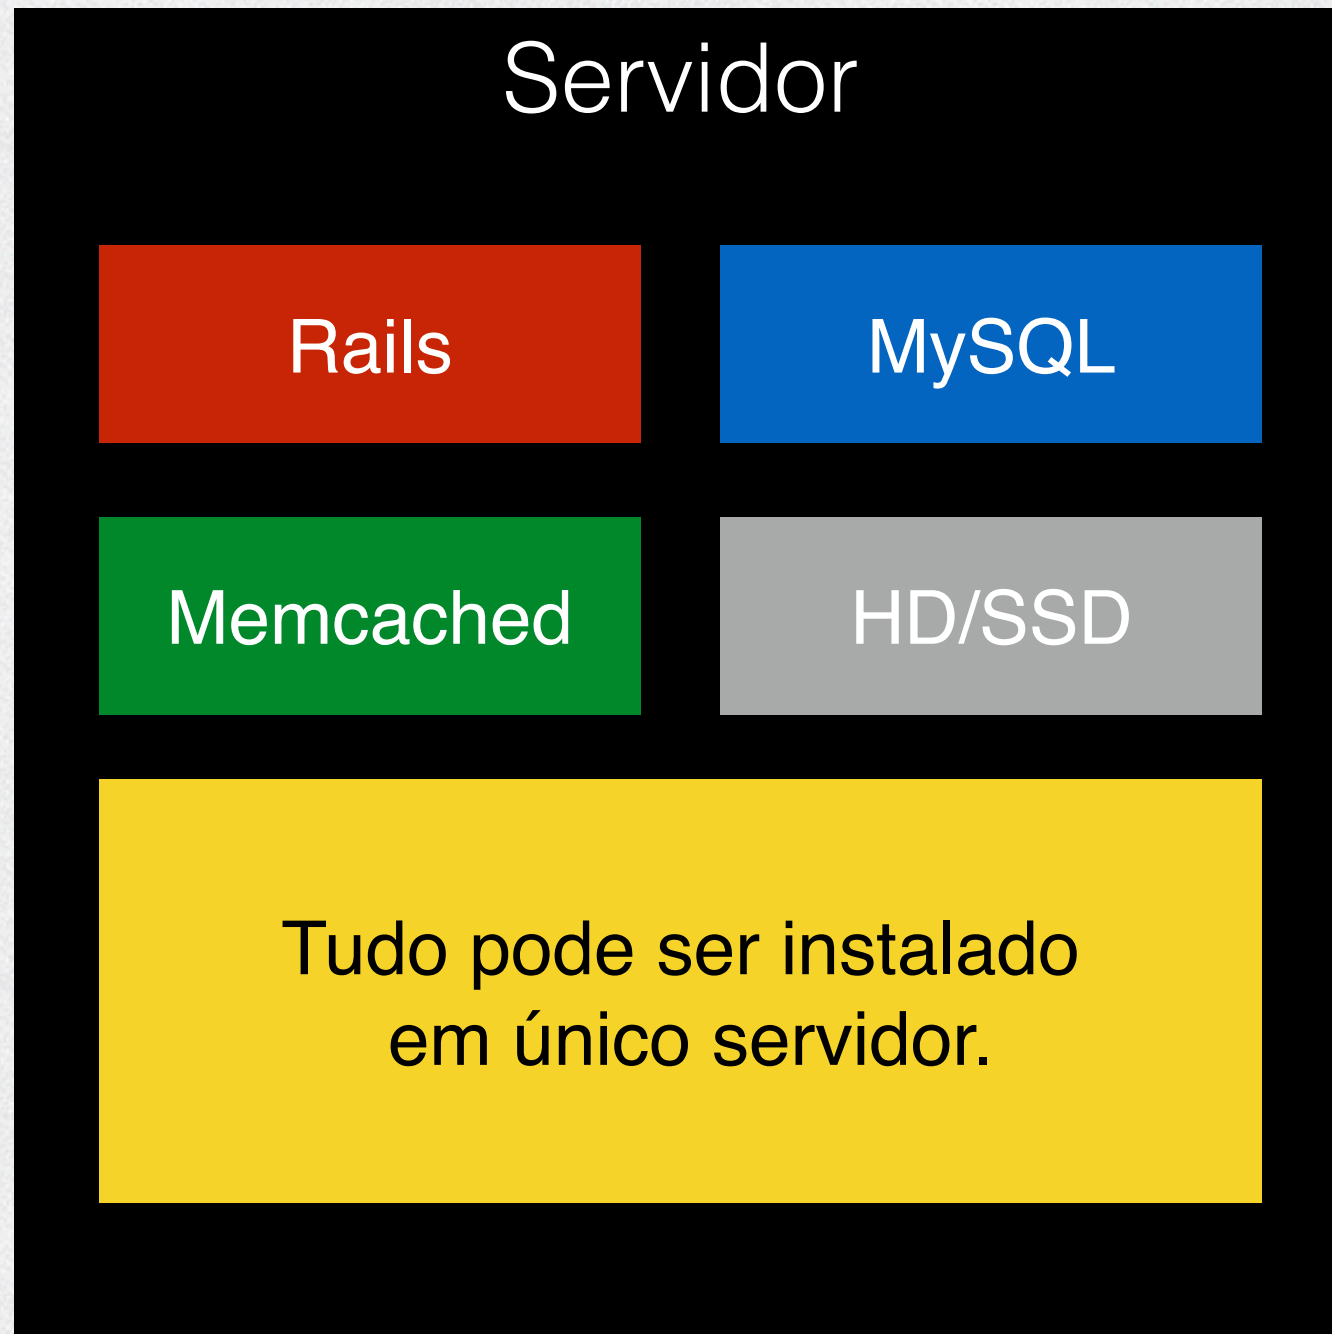 Servidor
Rails
MySQL
Memcached
HD/SSD
Tudo pode ser instalado
em único servidor.